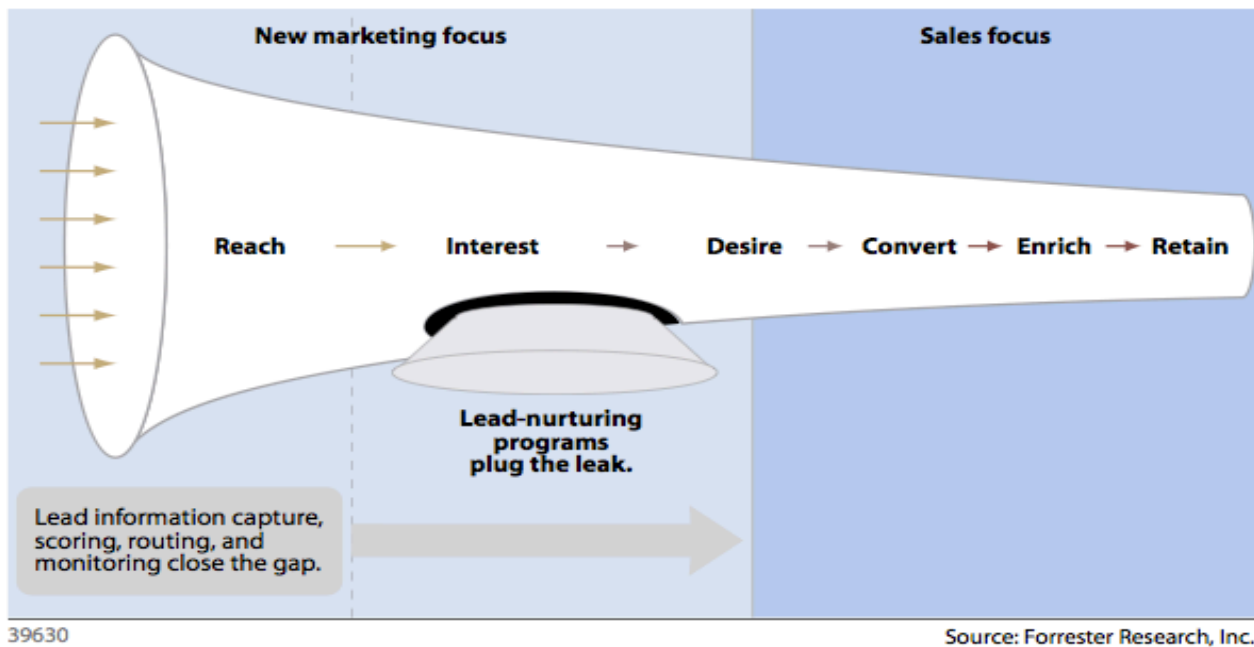 New marketing focus
Sales focus
Reach
Interest
Desire
Convert
Enrich
Retain
Lead-nurturing
programs
plug the leak.
Lead information capture,
scoring, routing, and
monitoring close the gap.
39630
Source: Forrester Research, Inc.